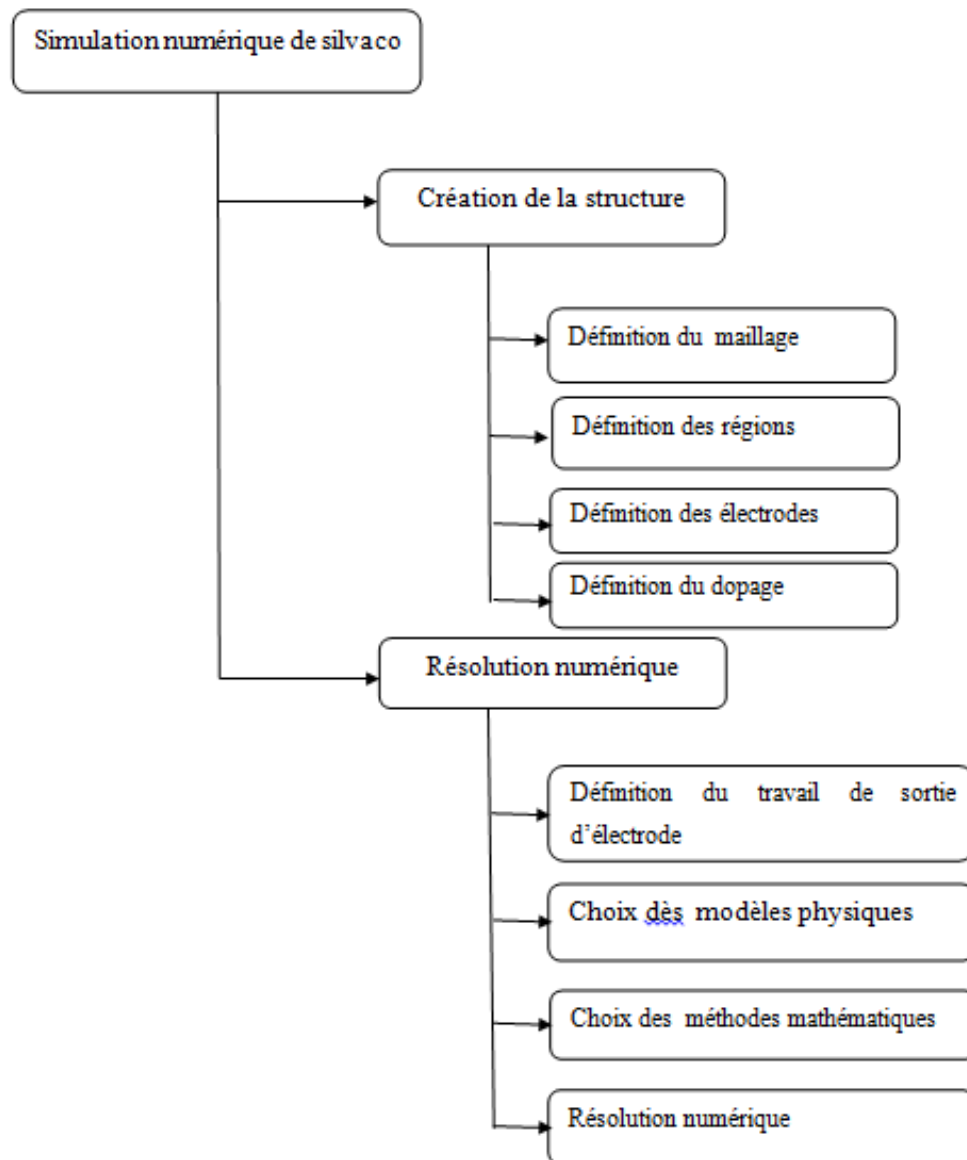 Simulation numérique de silvaco
Création de la structure
Définition du maillage
Définition des régions
Définition des électrodes
Définition du dopage
Résolution numérique
Définition du travail de sortie
d'électrode
Choix dès modèles physiques
Choix des méthodes mathématiques
Résolution numérique